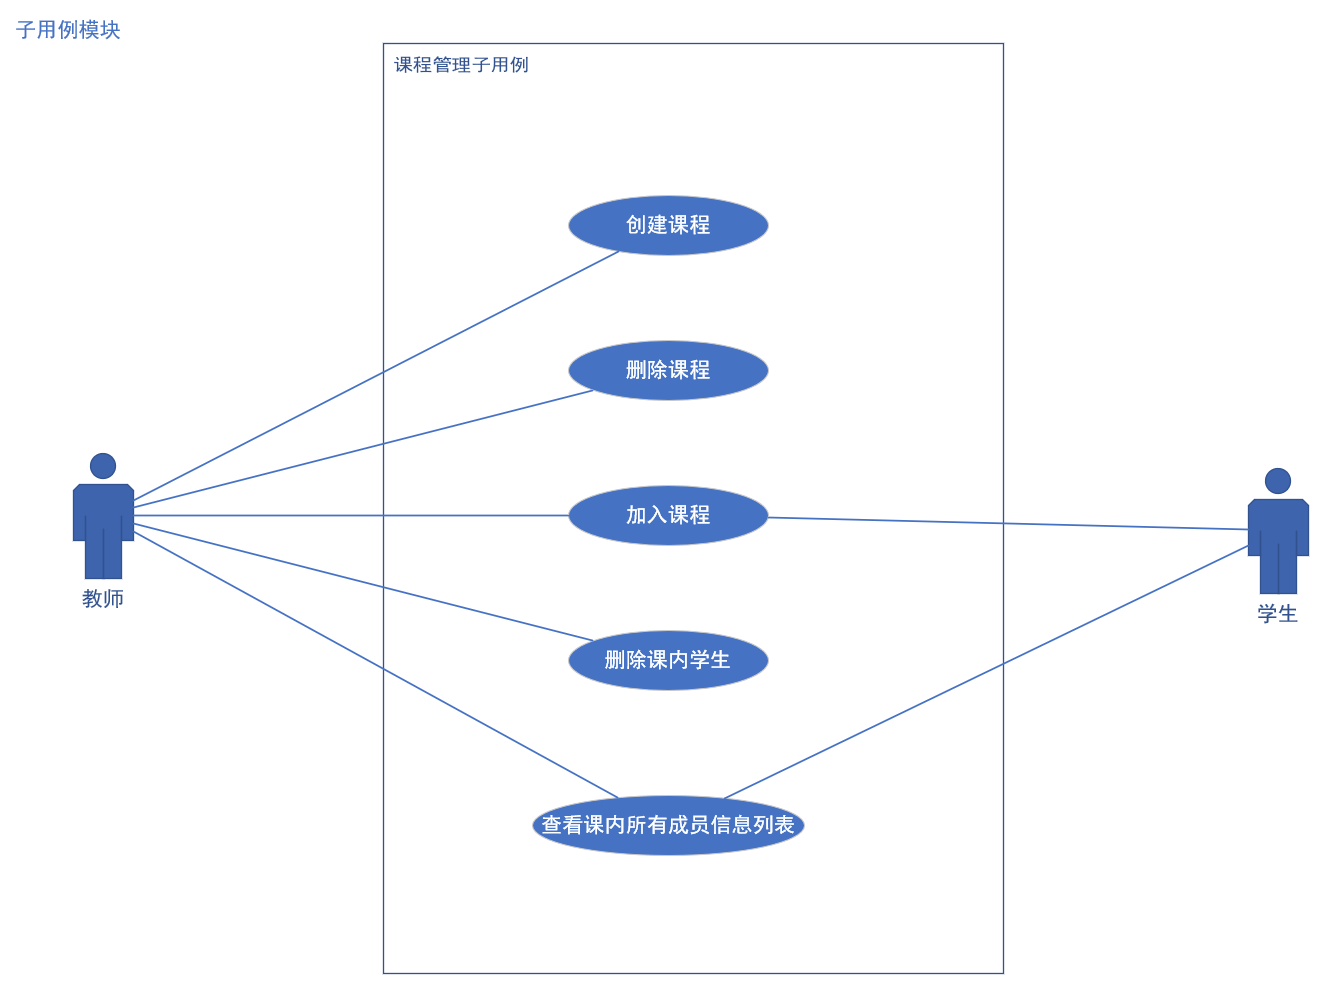 子用例模块
课程管理子用例
创建课程
删除课程
加入课程
教师
学生
删除课内学生
查看课内所有成员信息列表